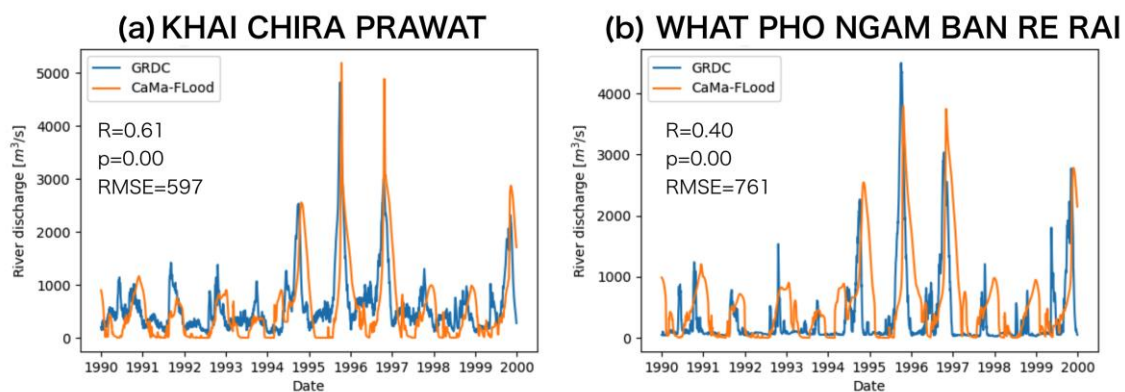 (a) KHAI CHIRA PRAWAT
GRDC
CaMa-FLood
R=0.61
p=0.00
RMSE=597
River discharge [m³/s]
5000
4000
3000
2000
1000
0
1990 1991 1992 1993 1994 1995 1996 1997 1998 1999 2000
Date
(b) WHAT PHO NGAM BAN RE RAI
GRDC
CaMa-FLood
R=0.40
p=0.00
RMSE=761
River discharge [m³/s]
4000
3000
2000
1000
0
1990 1991 1992 1993 1994 1995 1996 1997 1998 1999 2000
Date